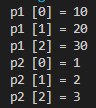 p1 [0] = 10
p1 [1] = 20
p1 [2] = 30
p2 [0] = 1
p2 [1] = 2
p2 [2] = 3